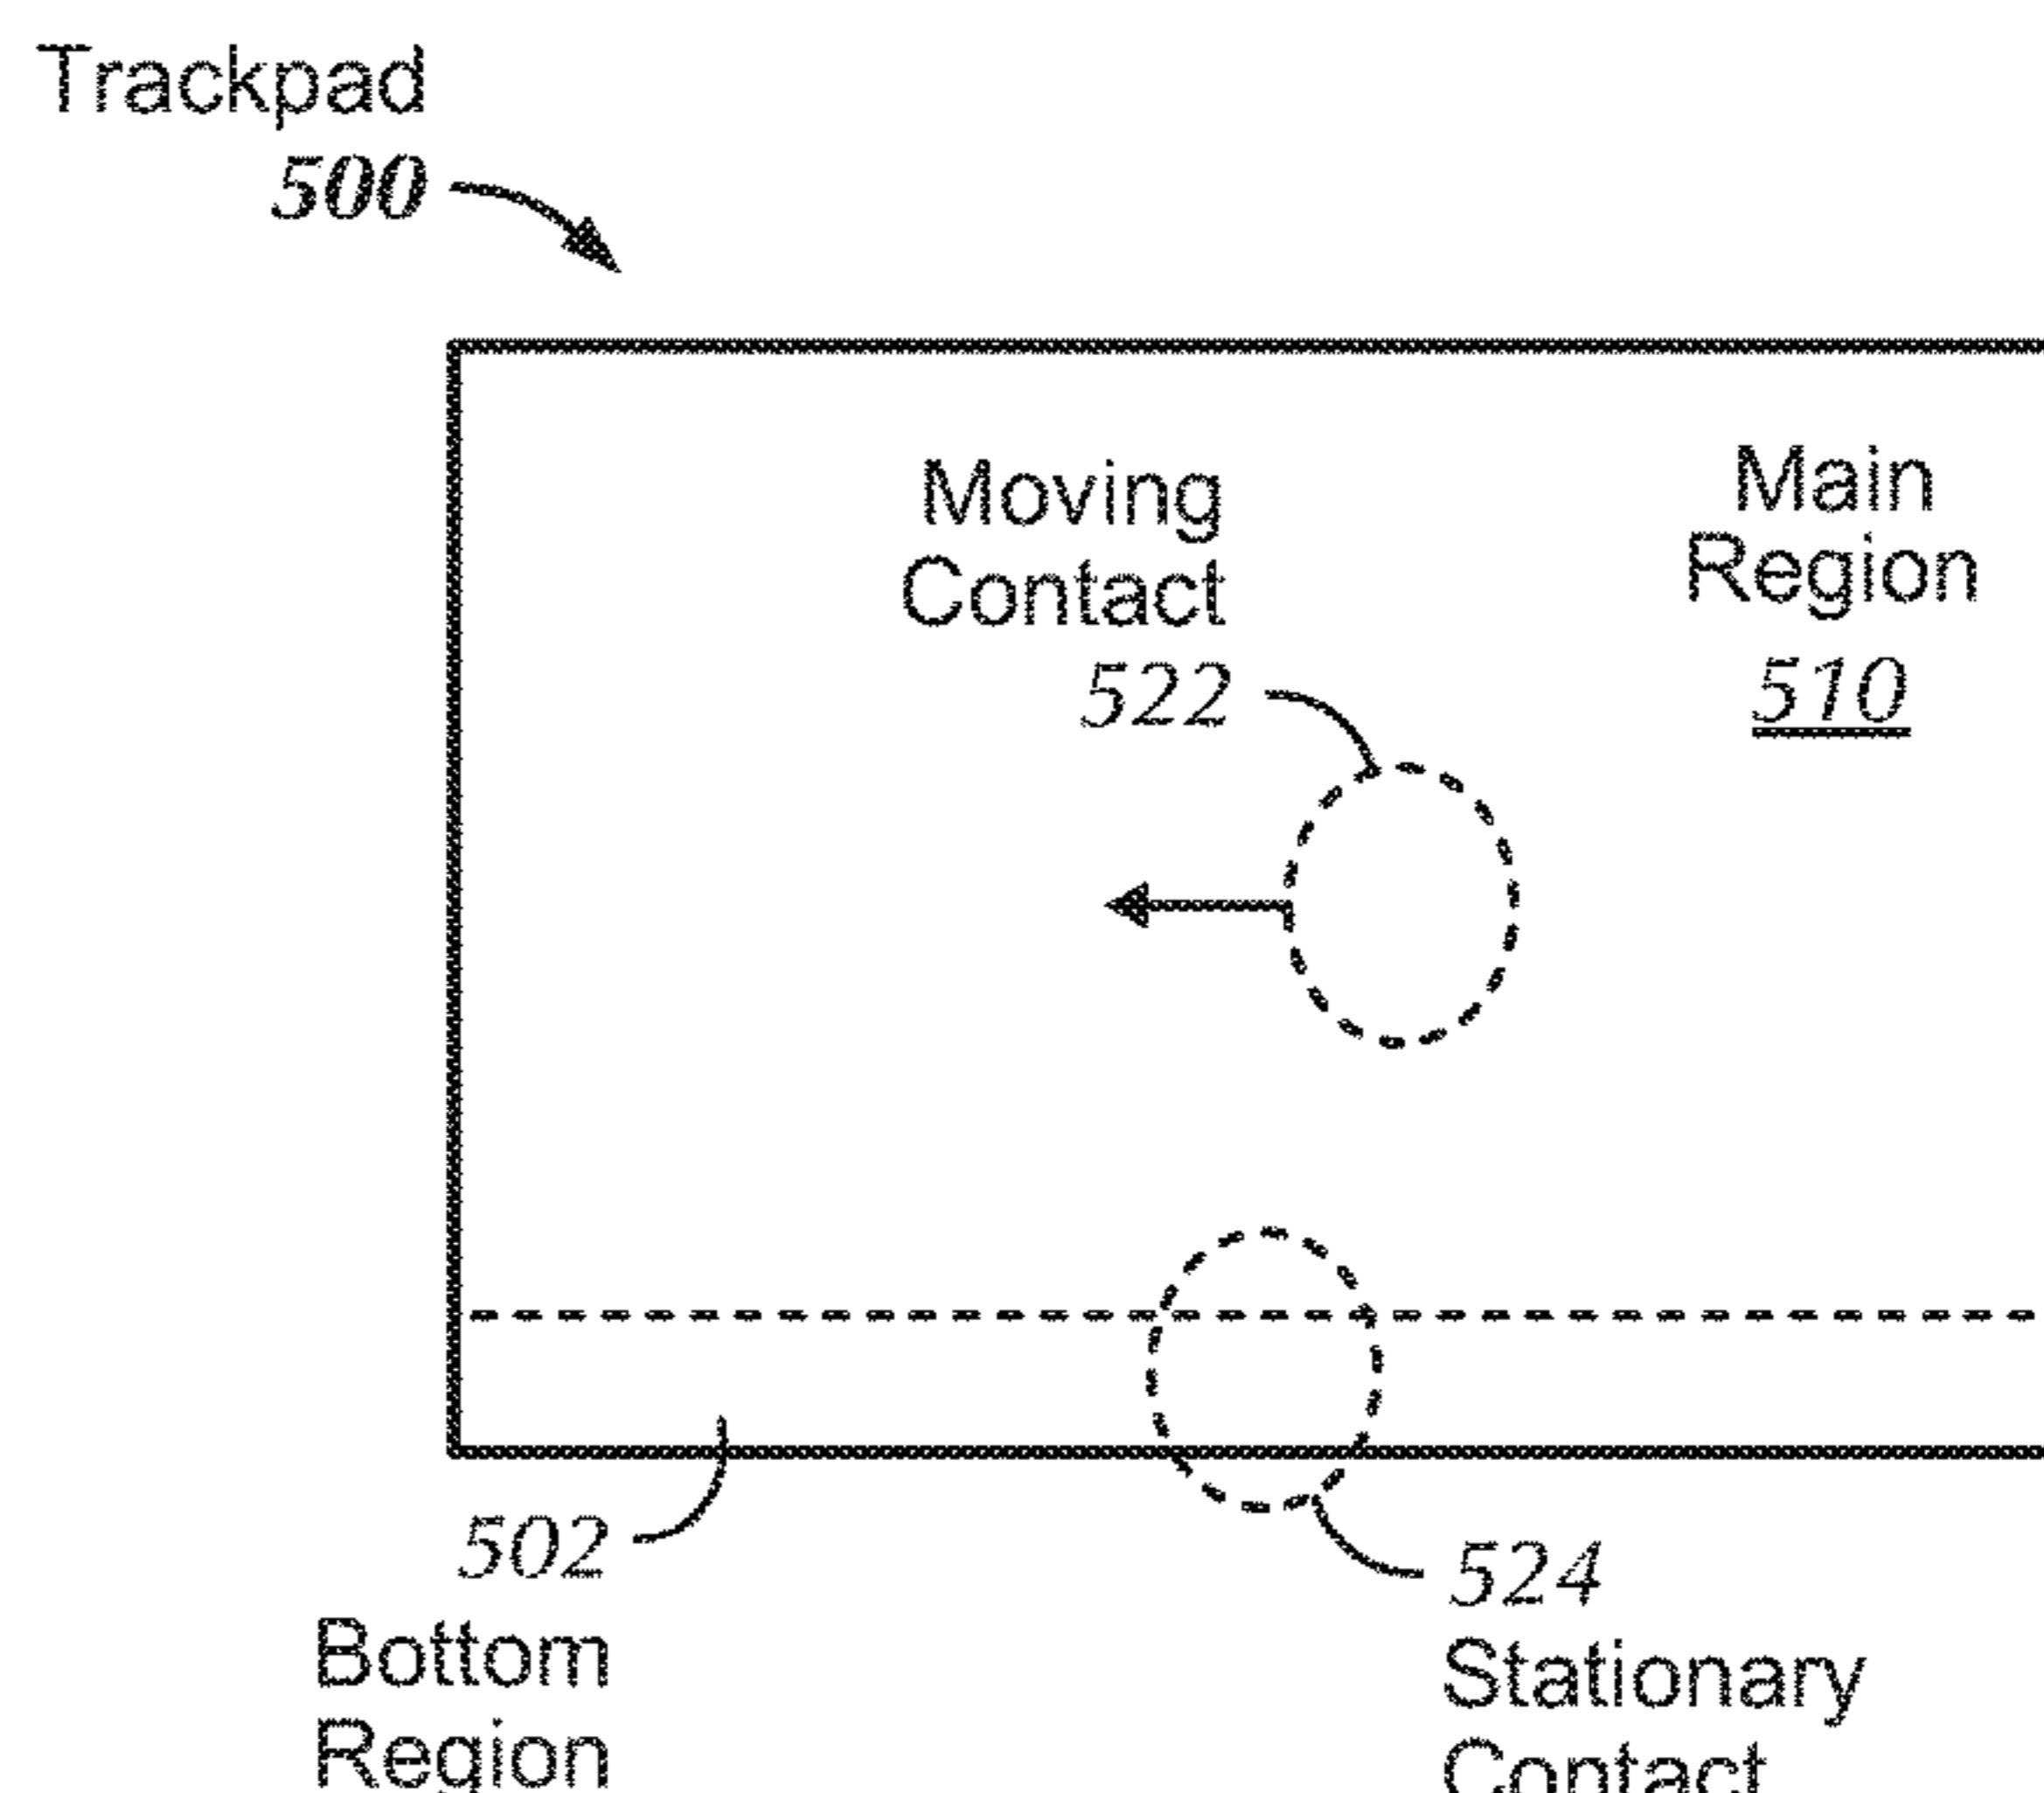 Trackpad
500
Moving
Contact
522
Main
Region
510
502
Bottom
Region
524
Stationary
Contact